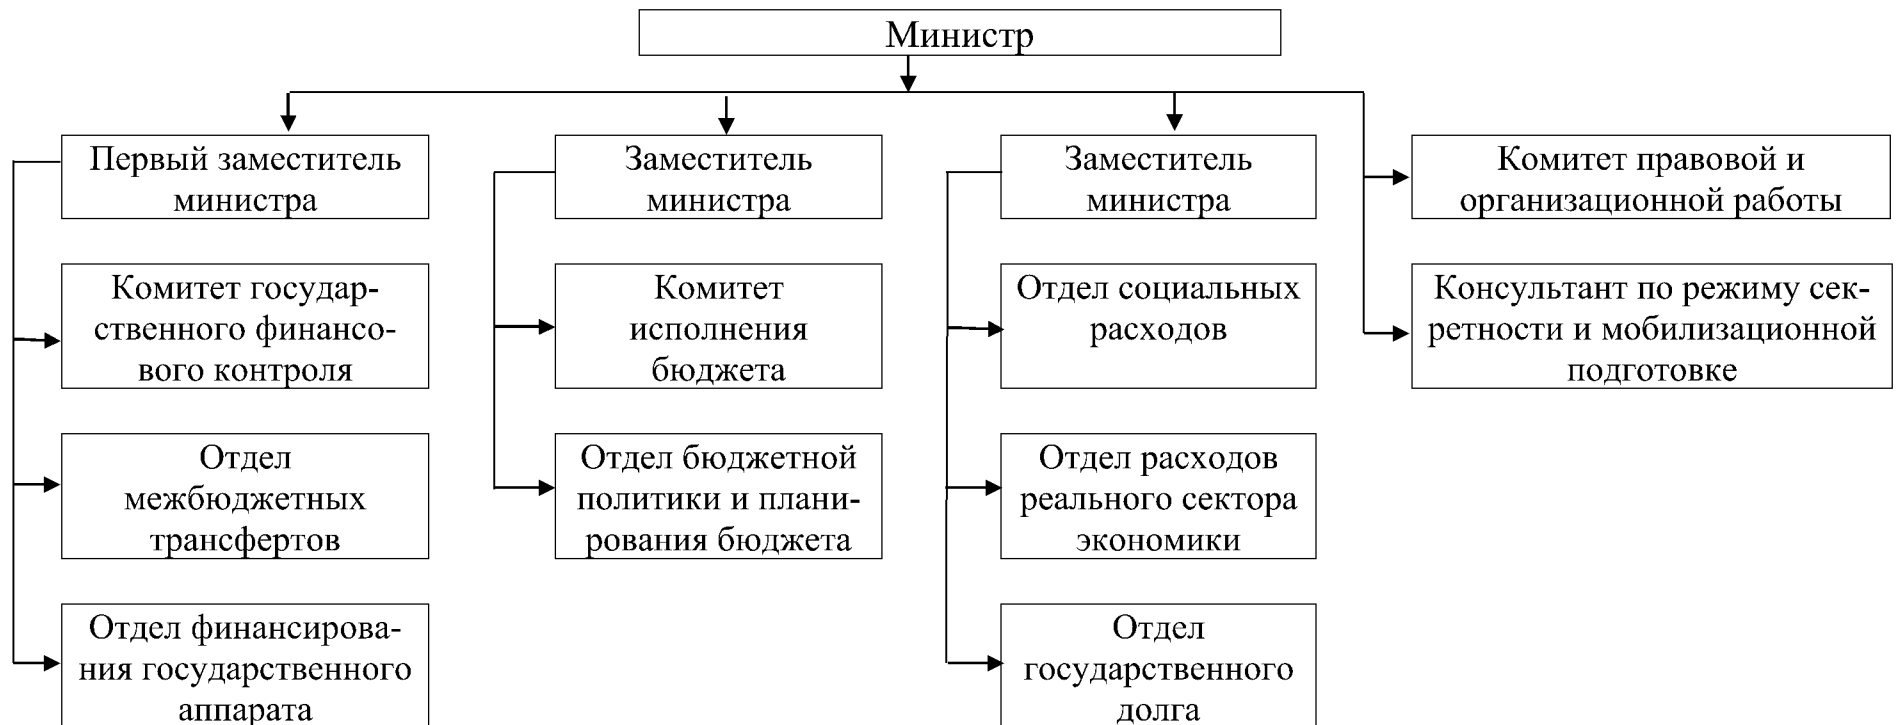 Министр
Первый заместитель
министра
Заместитель
министра
Заместитель
министра
Комитет правовой и
организационной работы
Комитет государ-
ственного финансо-
вого контроля
Комитет
исполнения
бюджета
Отдел социальных
расходов
Консультант по режиму сек-
ретности и мобилизационной
подготовке
Отдел
межбюджетных
трансфертов
Отдел бюджетной
политики и плани-
рования бюджета
Отдел расходов
реального сектора
экономики
Отдел финансирова-
ния государственного
аппарата
Отдел
государственного
долга